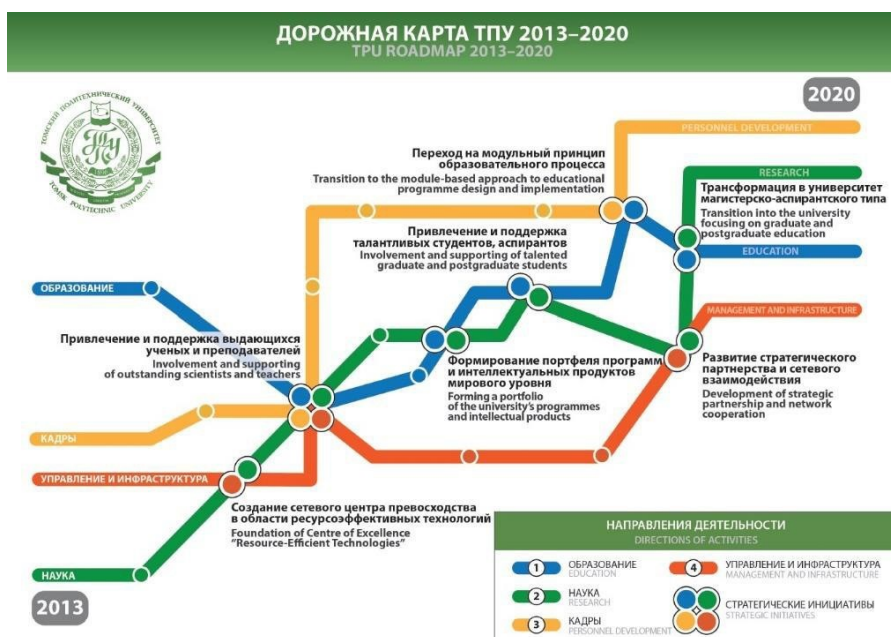 ДОРОЖНАЯ КАРТА ТПУ 2013–2020
TPU ROADMAP 2013–2020
ТОМСКИЙ ПОЛИТЕХНИЧЕСКИЙ УНИВЕРСИТЕТ
ТПУ
TOMSK POLYTECHNIC UNIVERSITY
2020
PERSONNEL DEVELOPMENT
Переход на модульный принцип
образовательного процесса
Transition to the module-based approach to educational
programme design and implementation
RESEARCH
Трансформация в университет
магистерско-аспирантского типа
Transition into the university
focusing on graduate and
postgraduate education
EDUCATION
Привлечение и поддержка
талантливых студентов, аспирантов
Involvement and supporting of talented
graduate and postgraduate students
ОБРАЗОВАНИЕ
MANAGEMENT AND INFRASTRUCTURE
Привлечение и поддержка выдающихся
ученых и преподавателей
Involvement and supporting
of outstanding scientists and teachers
Формирование портфеля программ
и интеллектуальных продуктов
мирового уровня
Forming a portfolio
of the university's programmes
and intellectual products
Развитие стратегического
партнерства и сетевого
взаимодействия
Development of strategic
partnership and network
cooperation
КАДРЫ
УПРАВЛЕНИЕ И ИНФРАСТРУКТУРА
Создание сетевого центра превосходства
в области ресурсоэффективных технологий
Foundation of Centre of Excellence
"Resource-Efficient Technologies"
НАУКА
2013
НАПРАВЛЕНИЯ ДЕЯТЕЛЬНОСТИ
DIRECTIONS OF ACTIVITIES
1 ОБРАЗОВАНИЕ
EDUCATION
2 НАУКА
RESEARCH
3 КАДРЫ
PERSONNEL DEVELOPMENT
4 УПРАВЛЕНИЕ И ИНФРАСТРУКТУРА
MANAGEMENT AND INFRASTRUCTURE
СТРАТЕГИЧЕСКИЕ ИНИЦИАТИВЫ
STRATEGIC INITIATIVES